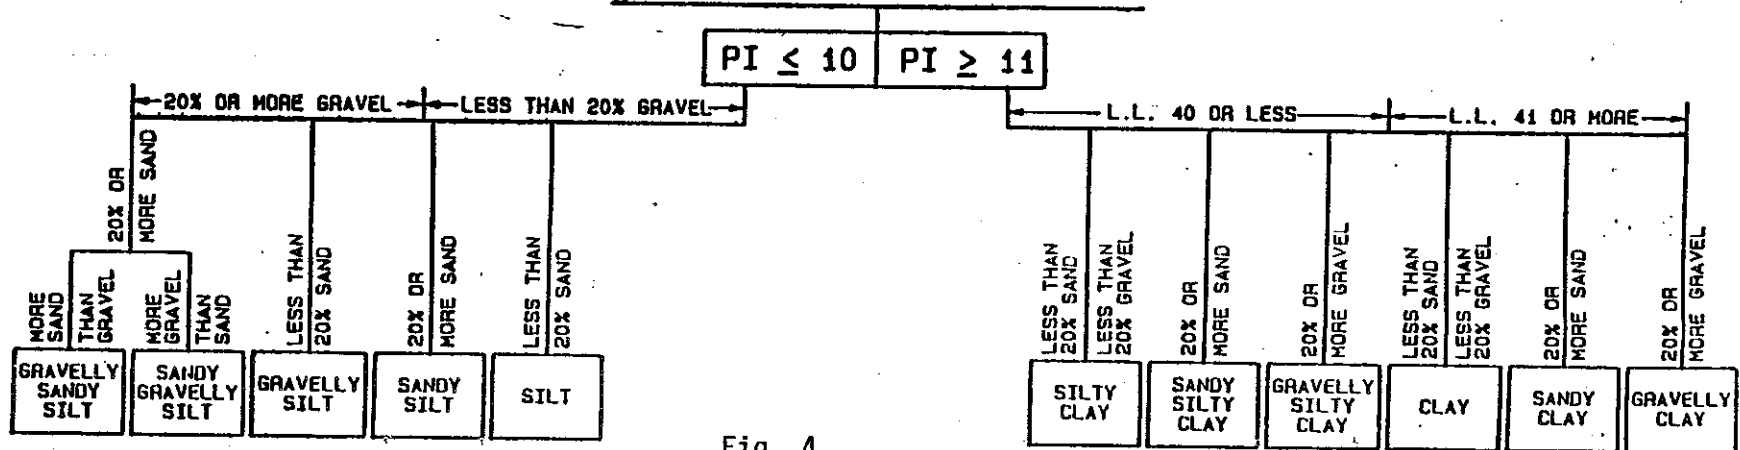 PI ≤ 10
PI ≥ 11
20% OR MORE GRAVEL
LESS THAN 20% GRAVEL
L.L. 40 OR LESS
L.L. 41 OR MORE
20% OR
MORE SAND
MORE
SAND
THAN
GRAVEL
MORE
GRAVEL
THAN
SAND
LESS THAN
20% SAND
20% OR
MORE SAND
LESS THAN
20% SAND
LESS THAN
20% SAND
LESS THAN
20% GRAVEL
20% OR
MORE SAND
20% OR
MORE GRAVEL
LESS THAN
20% SAND
LESS THAN
20% GRAVEL
20% OR
MORE SAND
20% OR
MORE GRAVEL
GRAVELLY
SANDY
SILT
SANDY
GRAVELLY
SILT
GRAVELLY
SILT
SANDY
SILT
SILT
SILTY
CLAY
SANDY
SILTY
CLAY
GRAVELLY
SILTY
CLAY
CLAY
SANDY
CLAY
GRAVELLY
CLAY
Fig. 4